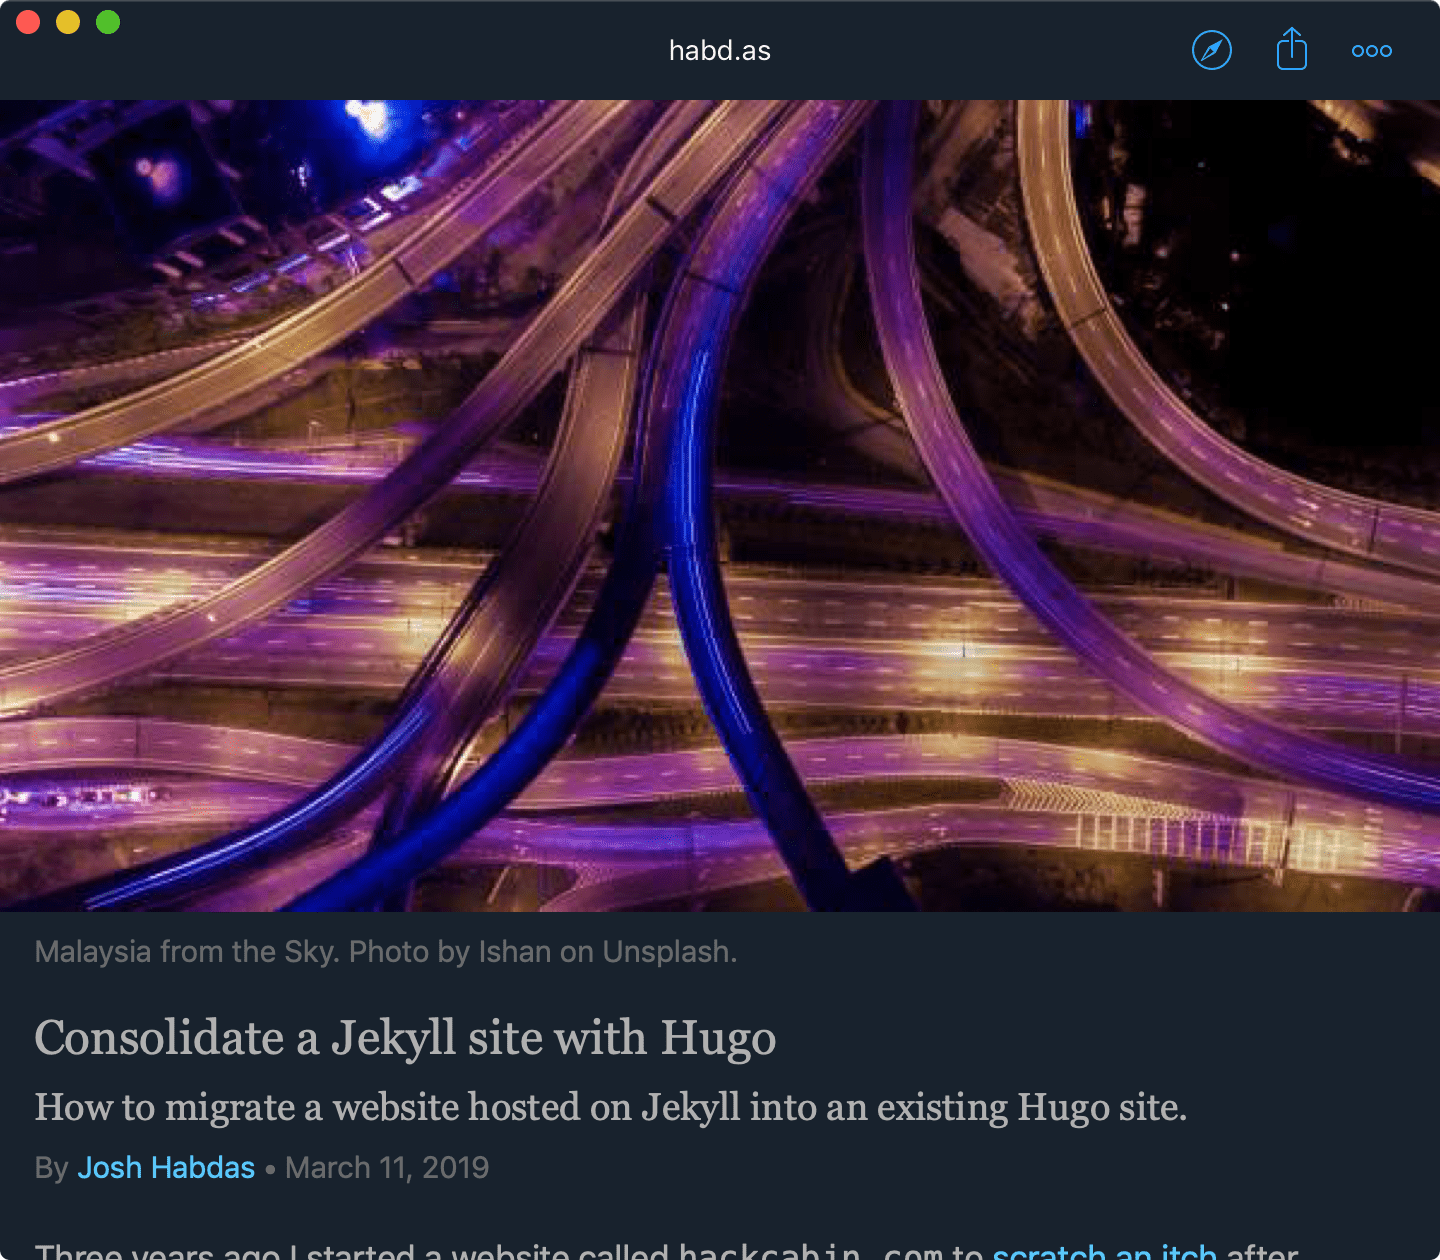 habd.as
Malaysia from the Sky. Photo by Ishan on Unsplash.
Consolidate a Jekyll site with Hugo
How to migrate a website hosted on Jekyll into an existing Hugo site.
By Josh Habdas • March 11, 2019
Three years ago I started a website called hackcabin.com to scratch an itch after